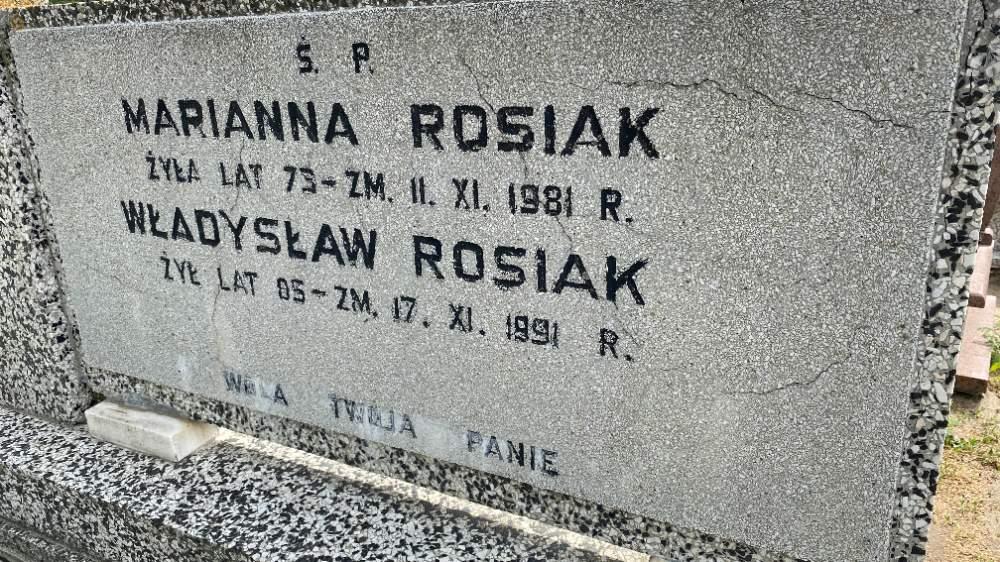 Ś. P.
MARIANNA ROSIAK
ŻYŁA LAT 73 - ZM. 11. XI. 1981 R.
WŁADYSŁAW ROSIAK
ŻYŁ LAT 85 - ZM. 17. XI. 1991 R.
WOLA TWOJA PANIE